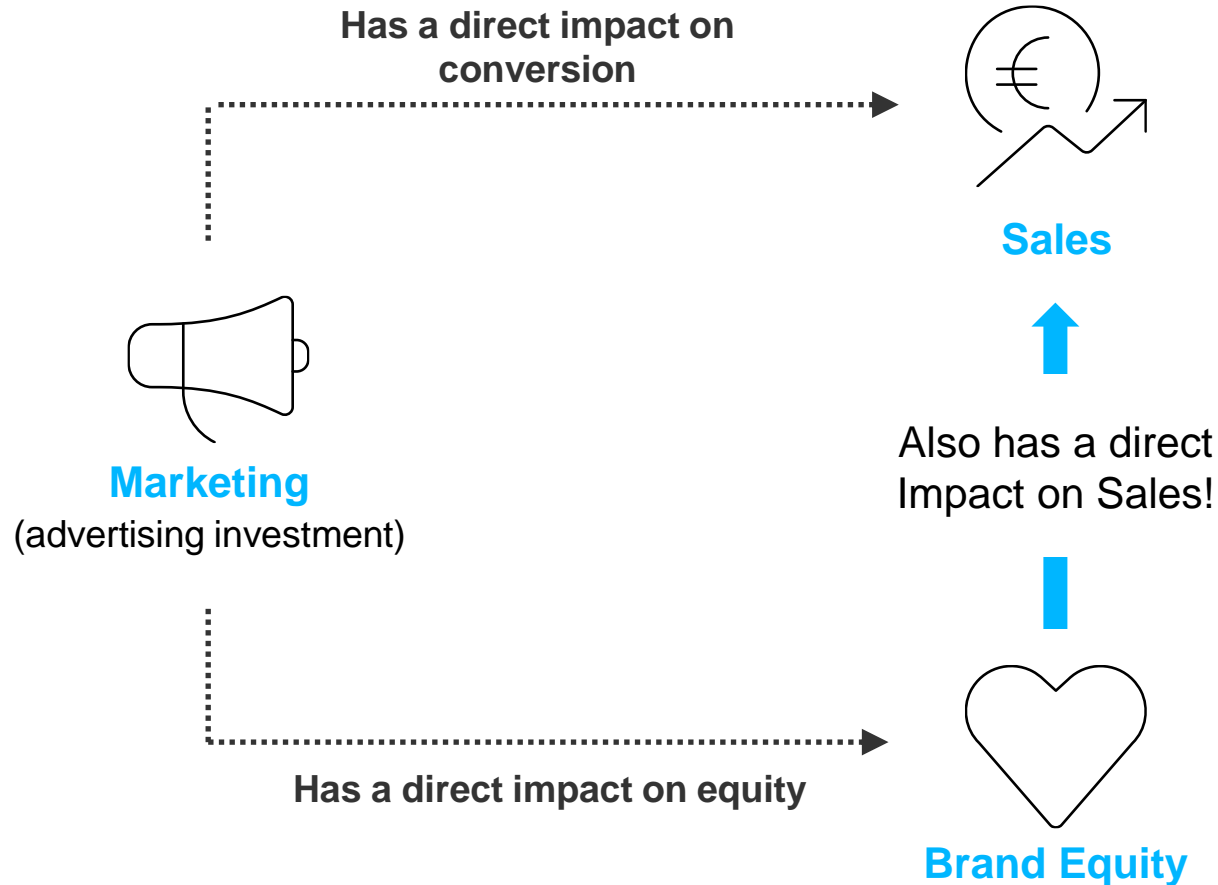 Has a direct impact on
conversion
Sales
Marketing
(advertising investment)
Also has a direct
Impact on Sales!
Has a direct impact on equity
Brand Equity